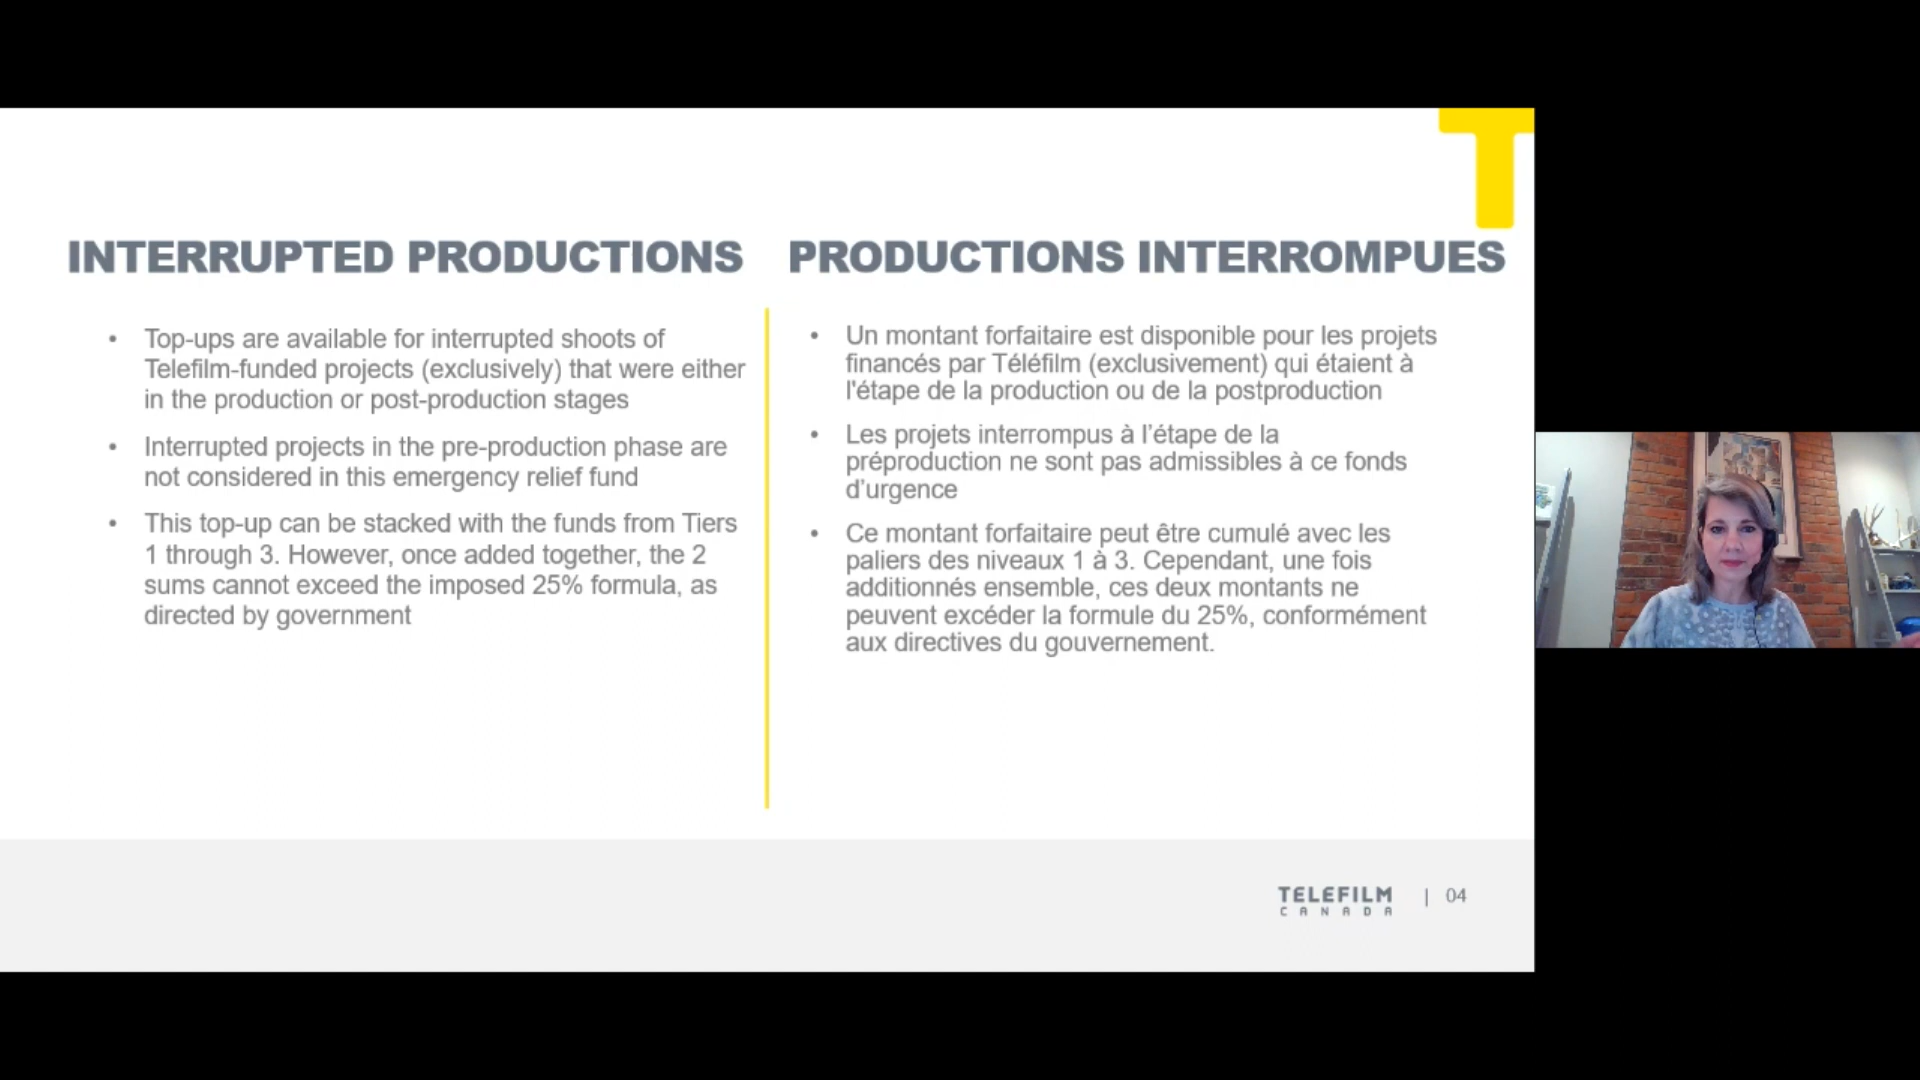 INTERRUPTED PRODUCTIONS
• Top-ups are available for interrupted shoots of
Telefilm-funded projects (exclusively) that were either
in the production or post-production stages
• Interrupted projects in the pre-production phase are
not considered in this emergency relief fund
• This top-up can be stacked with the funds from Tiers
1 through 3. However, once added together, the 2
sums cannot exceed the imposed 25% formula, as
directed by government
PRODUCTIONS INTERROMPUES
• Un montant forfaitaire est disponible pour les projets
financés par Téléfilm (exclusivement) qui étaient à
l'étape de la production ou de la postproduction
• Les projets interrompus à l’étape de la
préproduction ne sont pas admissibles à ce fonds
d’urgence
• Ce montant forfaitaire peut être cumulé avec les
paliers des niveaux 1 à 3. Cependant, une fois
additionnés ensemble, ces deux montants ne
peuvent excéder la formule du 25%, conformément
aux directives du gouvernement.
T
TELEFILM
CANADA
| 04